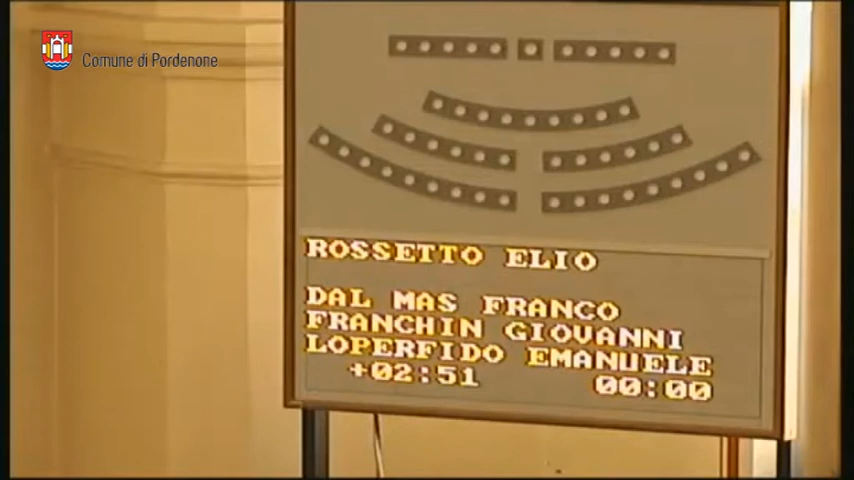 Comune di Pordenone
ROSSETTO ELIO
DAL MAS FRANCO
FRANCHIN GIOVANNI
LOPERFIDO EMANUELE
+02:51 00:00